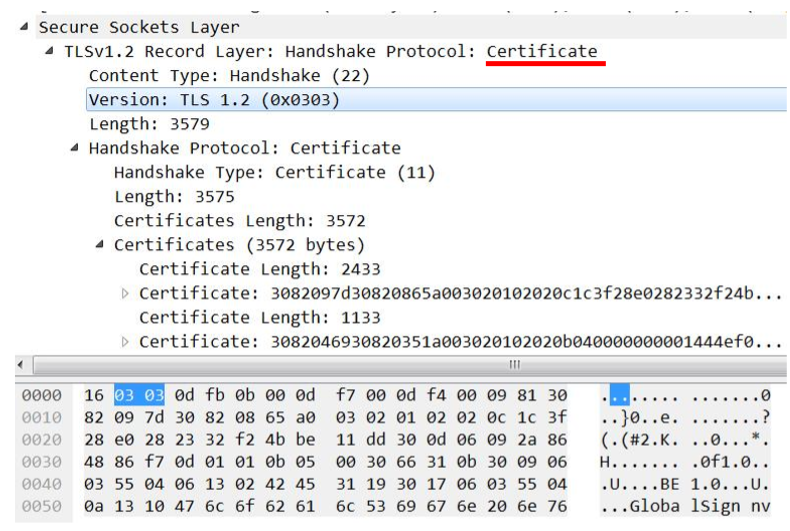 Secure Sockets Layer
TLSv1.2 Record Layer: Handshake Protocol: Certificate
Content Type: Handshake (22)
Version: TLS 1.2 (0x0303)
Length: 3579
Handshake Protocol: Certificate
Handshake Type: Certificate (11)
Length: 3575
Certificates Length: 3572
Certificates (3572 bytes)
Certificate Length: 2433
Certificate: 3082097d30820865a003020102020c1c3f28e0282332f24b...
Certificate Length: 1133
Certificate: 3082046930820351a003020102020b040000000001444ef0...
0000 16 03 03 0d fb 0b 00 0d f7 00 0d f4 00 09 81 30 ........ .......0
0010 82 09 7d 30 82 08 65 a0 03 02 01 02 02 0c 1c 3f ..}0..e. .......?
0020 28 e0 28 23 32 f2 4b be 11 dd 30 0d 06 09 2a 86 (.(#2.K. ..0...*.
0030 48 86 f7 0d 01 01 0b 05 00 30 66 31 0b 30 09 06 H....... .0f1.0..
0040 03 55 04 06 13 02 42 45 31 19 30 17 06 03 55 04 .U....BE 1.0...U.
0050 0a 13 10 47 6c 6f 62 61 6c 53 69 67 6e 20 6e 76 ...Globa lSign nv